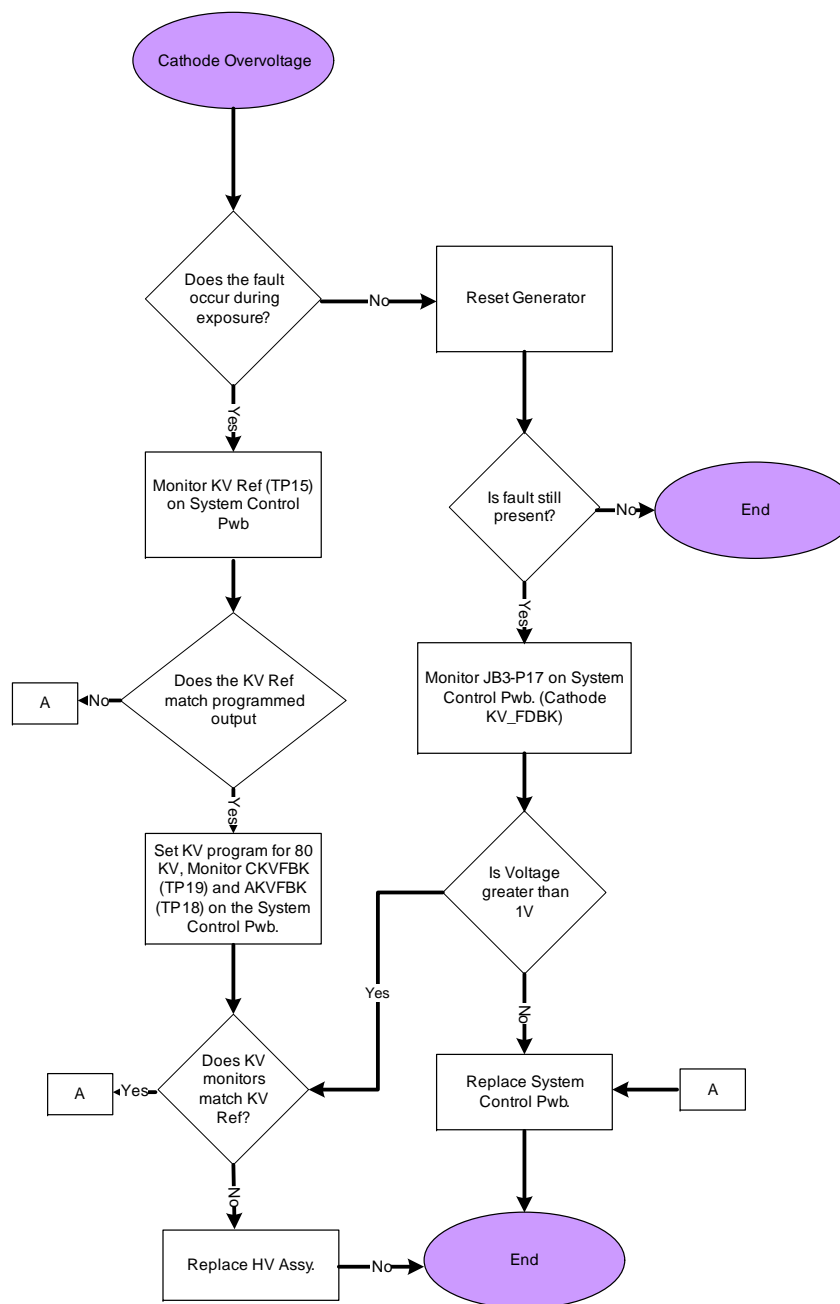 Cathode Overvoltage
Does the fault
occur during
exposure?
No
Reset Generator
Yes
Monitor KV Ref (TP15)
on System Control
Pwb
Is fault still
present?
No
End
Yes
Does the KV Ref
match programmed
output
No
A
Monitor JB3-P17 on System
Control Pwb. (Cathode
KV_FDBK)
Yes
Set KV program for 80
KV, Monitor CKVFBK
(TP19) and AKVFBK
(TP18) on the System
Control Pwb.
Is Voltage
greater than
1V
Yes
No
Does KV
monitors
match KV
Ref?
Yes
A
Replace System
Control Pwb.
A
No
Replace HV Assy.
No
End